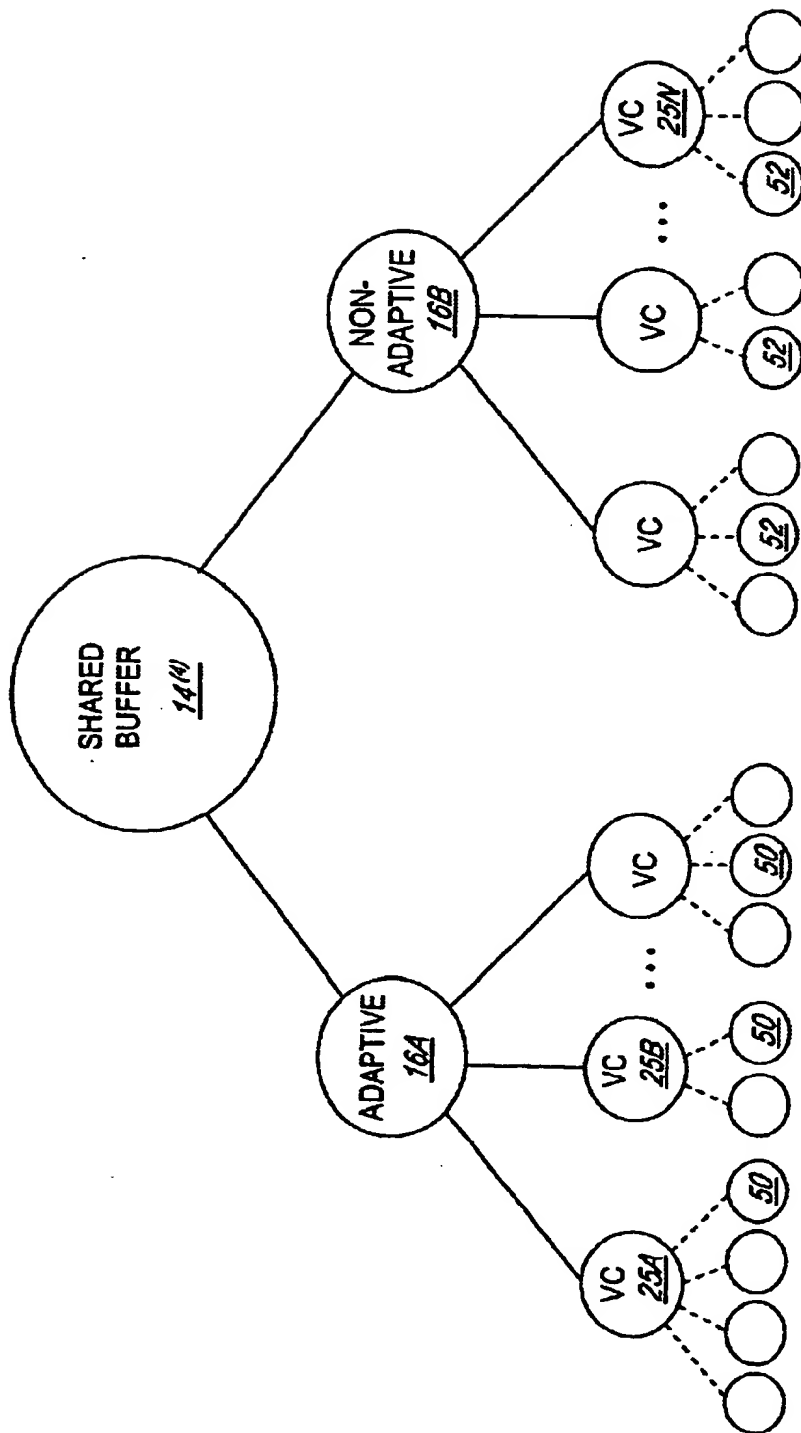 SHARED
BUFFER
14(4)
ADAPTIVE
16A
NON-
ADAPTIVE
16B
VC
25A
VC
25B
...
VC
VC
VC
...
VC
25N
50
50
50
52
52
52